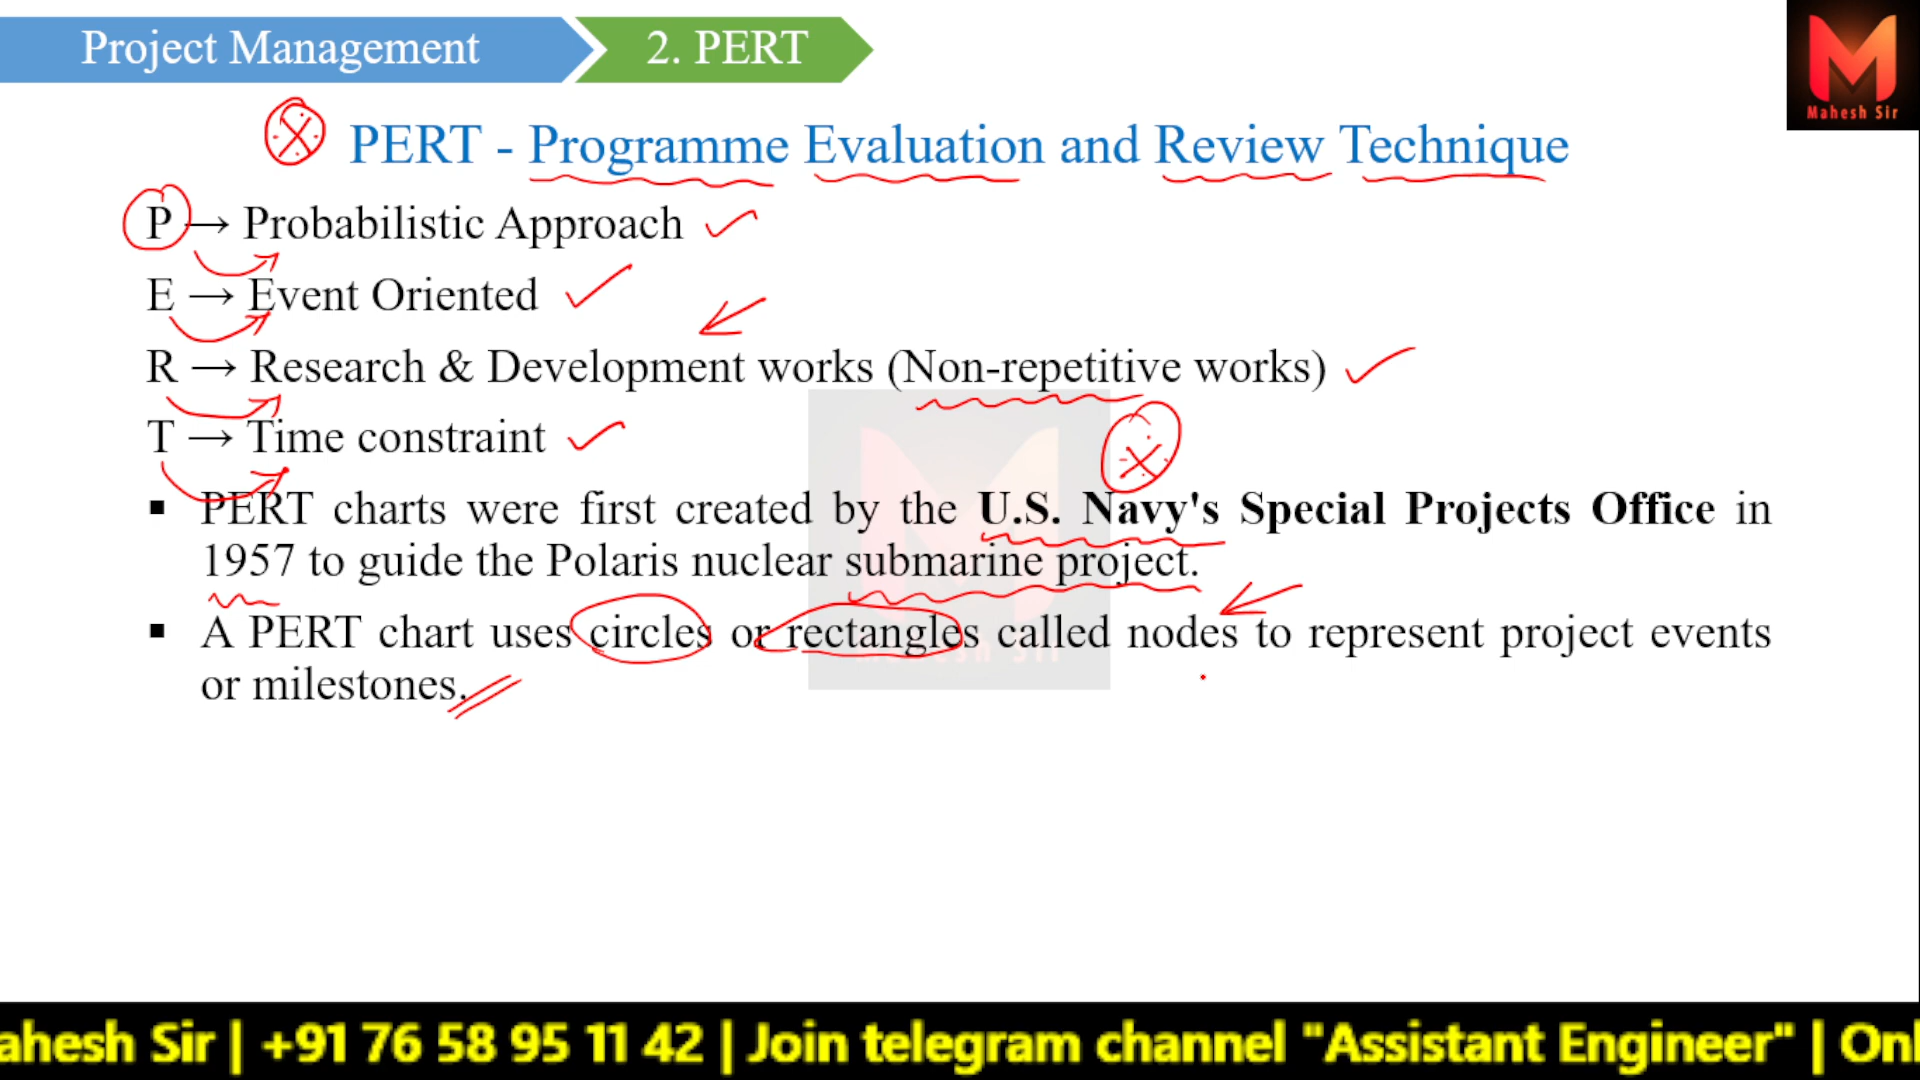 Project Management
2. PERT
Mahesh Sir
PERT - Programme Evaluation and Review Technique
P → Probabilistic Approach
E → Event Oriented
R → Research & Development works (Non-repetitive works)
T → Time constraint
▪ PERT charts were first created by the U.S. Navy's Special Projects Office in
1957 to guide the Polaris nuclear submarine project.
▪ A PERT chart uses circles or rectangles called nodes to represent project events
or milestones.
ahesh Sir | +91 76 58 95 11 42 | Join telegram channel "Assistant Engineer" | Onl